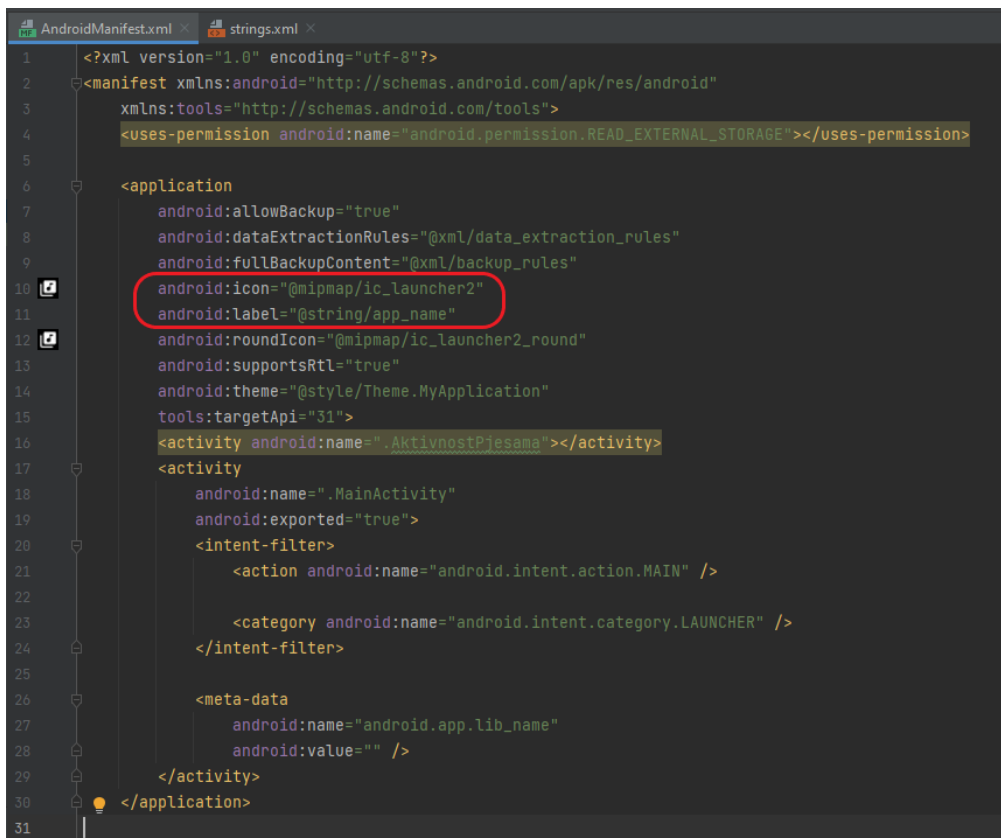 AndroidManifest.xml × strings.xml ×
1 <?xml version="1.0" encoding="utf-8"?>
2 <manifest xmlns:android="http://schemas.android.com/apk/res/android"
3 xmlns:tools="http://schemas.android.com/tools">
4 <uses-permission android:name="android.permission.READ_EXTERNAL_STORAGE"></uses-permission>
5
6 <application
7 android:allowBackup="true"
8 android:dataExtractionRules="@xml/data_extraction_rules"
9 android:fullBackupContent="@xml/backup_rules"
10 android:icon="@mipmap/ic_launcher2"
11 android:label="@string/app_name"
12 android:roundIcon="@mipmap/ic_launcher2_round"
13 android:supportsRtl="true"
14 android:theme="@style/Theme.MyApplication"
15 tools:targetApi="31">
16 <activity android:name=".AktivnostPjesama"></activity>
17 <activity
18 android:name=".MainActivity"
19 android:exported="true">
20 <intent-filter>
21 <action android:name="android.intent.action.MAIN" />
22
23 <category android:name="android.intent.category.LAUNCHER" />
24 </intent-filter>
25
26 <meta-data
27 android:name="android.app.lib_name"
28 android:value="" />
29 </activity>
30 </application>
31